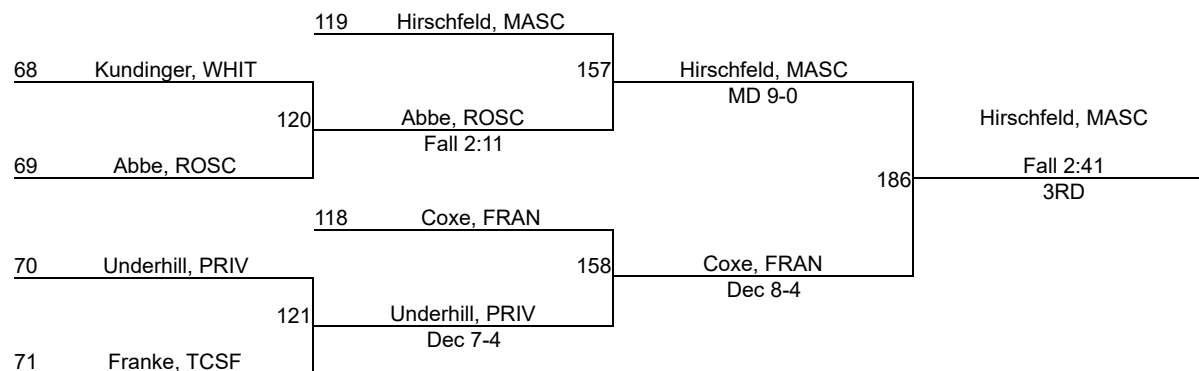 119 Hirschfeld, MASC
68 Kundinger, WHIT
157 Hirschfeld, MASC
MD 9-0
120 Abbe, ROSC
Fall 2:11
Hirschfeld, MASC
69 Abbe, ROSC
186 Fall 2:41
3RD
118 Coxe, FRAN
70 Underhill, PRIV
158 Coxe, FRAN
Dec 8-4
121 Underhill, PRIV
Dec 7-4
71 Franke, TCSF